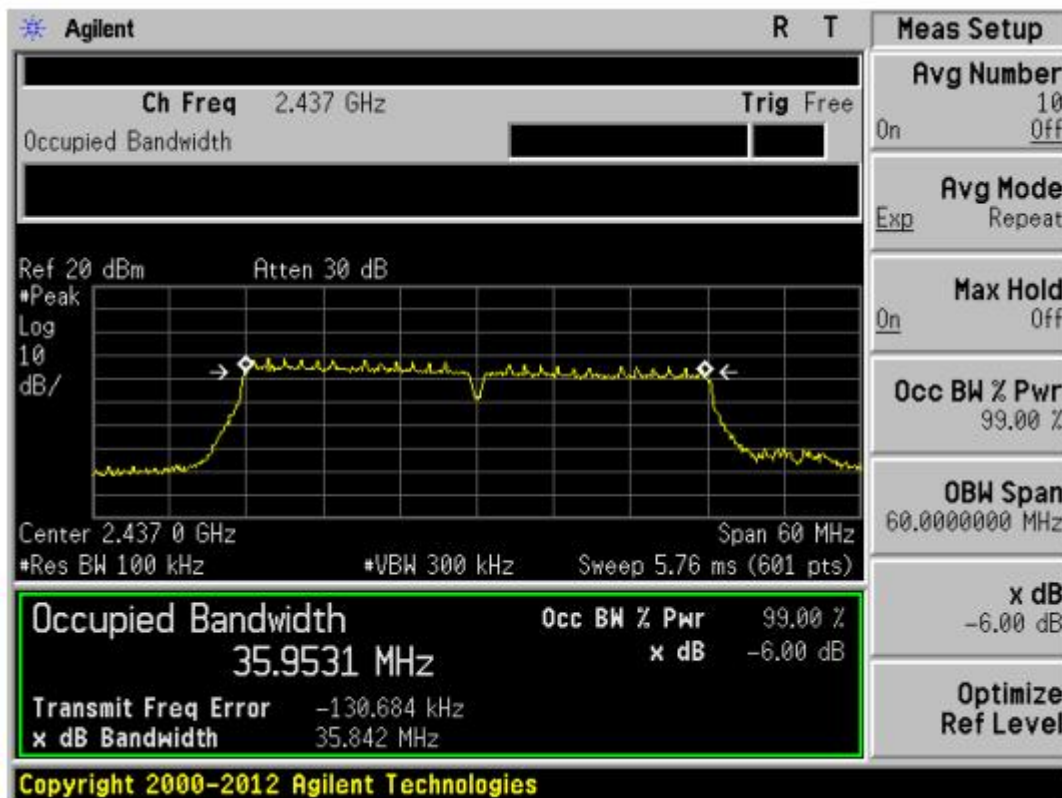 Agilent R T
Ch Freq 2.437 GHz Trig Free
Occupied Bandwidth
Ref 20 dBm Atten 30 dB
#Peak
Log
10
dB/
Center 2.437 0 GHz Span 60 MHz
#Res BW 100 kHz #VBW 300 kHz Sweep 5.76 ms (601 pts)
Occupied Bandwidth Occ BW % Pwr 99.00 %
35.9531 MHz x dB -6.00 dB
Transmit Freq Error -130.684 kHz
x dB Bandwidth 35.842 MHz
Copyright 2000-2012 Agilent Technologies
Meas Setup
Avg Number
10
On Off
Avg Mode
Exp Repeat
Max Hold
On Off
Occ BW % Pwr
99.00 %
OBW Span
60.0000000 MHz
x dB
-6.00 dB
Optimize
Ref Level